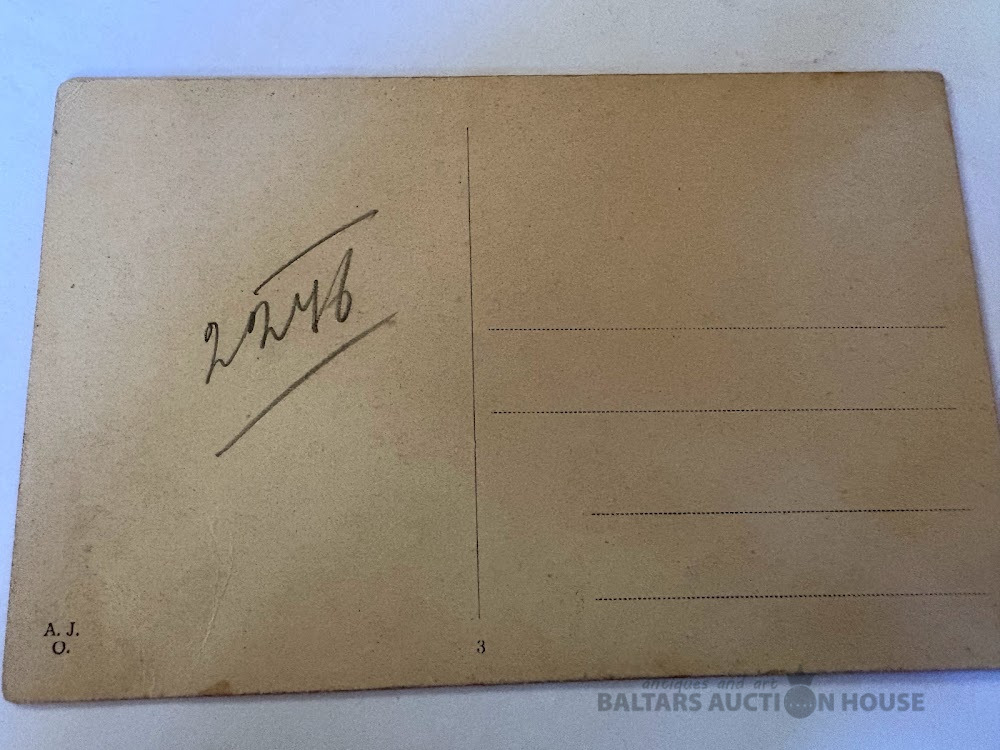 2246
A. J.
O.
3
antiques and art
BALTARS AUCTION HOUSE